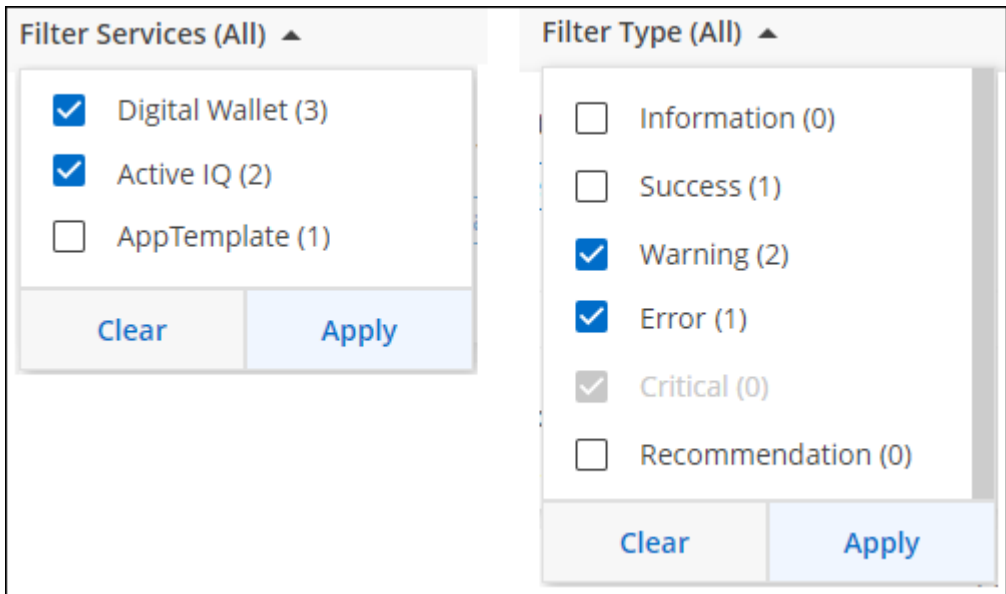 Filter Services (All)
Digital Wallet (3)
Active IQ (2)
AppTemplate (1)
Clear
Apply
Filter Type (All)
Information (0)
Success (1)
Warning (2)
Error (1)
Critical (0)
Recommendation (0)
Clear
Apply